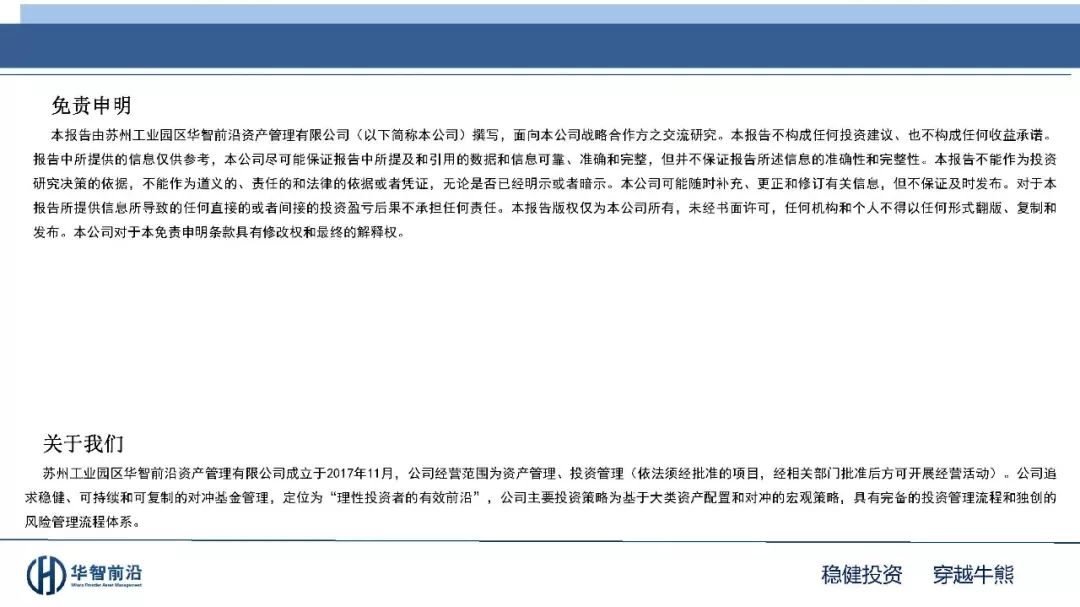 免责申明
本报告由苏州工业园区华智前沿资产管理有限公司（以下简称本公司）撰写，面向本公司战略合作方之交流研究。本报告不构成任何投资建议、也不构成任何收益承诺。
报告中所提供的信息仅供参考，本公司尽可能保证报告中所提及和引用的数据和信息可靠、准确和完整，但并不保证报告所述信息的准确性和完整性。本报告不能作为投资
研究决策的依据，不能作为道义的、责任的和法律的依据或者凭证，无论是否已经明示或者暗示。本公司可能随时补充、更正和修订有关信息，但不保证及时发布。对于本
报告所提供信息所导致的任何直接的或者间接的投资盈亏后果不承担任何责任。本报告版权仅为本公司所有，未经书面许可，任何机构和个人不得以任何形式翻版、复制和
发布。本公司对于本免责申明条款具有修改权和最终的解释权。
关于我们
苏州工业园区华智前沿资产管理有限公司成立于2017年11月，公司经营范围为资产管理、投资管理（依法须经批准的项目，经相关部门批准后方可开展经营活动）。公司追
求稳健、可持续和可复制的对冲基金管理，定位为“理性投资者的有效前沿”，公司主要投资策略为基于大类资产配置和对冲的宏观策略，具有完备的投资管理流程和独创的
风险管理流程体系。
华智前沿
稳健投资 穿越牛熊